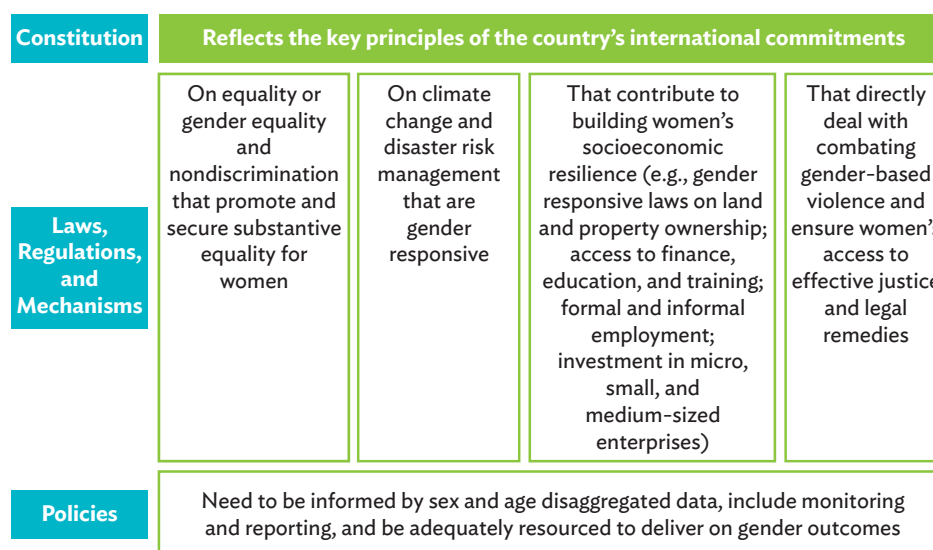 Constitution
Reflects the key principles of the country's international commitments
Laws,
Regulations,
and
Mechanisms
On equality or
gender equality
and
nondiscrimination
that promote and
secure substantive
equality for
women
On climate
change and
disaster risk
management
that are
gender
responsive
That contribute to
building women's
socioeconomic
resilience (e.g., gender
responsive laws on land
and property ownership;
access to finance,
education, and training;
formal and informal
employment;
investment in micro,
small, and
medium-sized
enterprises)
That directly
deal with
combating
gender-based
violence and
ensure women's
access to
effective justice
and legal
remedies
Policies
Need to be informed by sex and age disaggregated data, include monitoring
and reporting, and be adequately resourced to deliver on gender outcomes